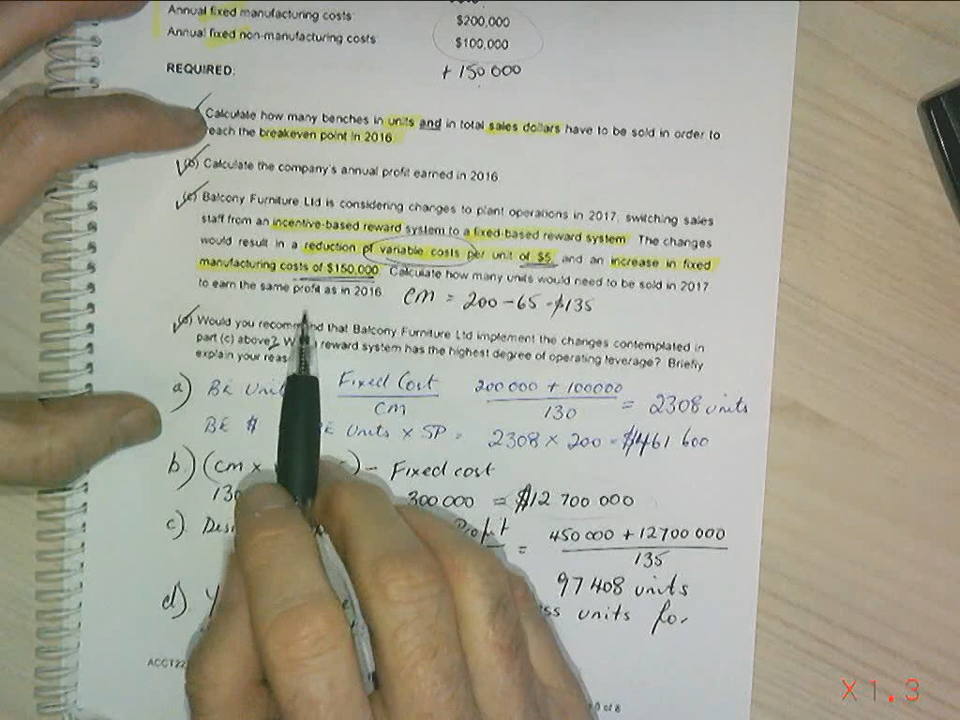 Annual fixed manufacturing costs: $200,000
Annual fixed non-manufacturing costs: $100,000
+ 150 000
REQUIRED:
Calculate how many benches in units and in total sales dollars have to be sold in order to
reach the breakeven point in 2016.
(b) Calculate the company's annual profit earned in 2016.
(c) Balcony Furniture Ltd is considering changes to plant operations in 2017, switching sales
staff from an incentive-based reward system to a fixed-based reward system. The changes
would result in a reduction of variable costs per unit of $5, and an increase in fixed
manufacturing costs of $150,000. Calculate how many units would need to be sold in 2017
to earn the same profit as in 2016.
CM = 200 - 65 = $135
(d) Would you recommend that Balcony Furniture Ltd implement the changes contemplated in
part (c) above? reward system has the highest degree of operating leverage? Briefly
explain your
a) BE Units Fixed Cost / CM 200 000 + 100000 / 130 = 2308 units
BE $ Units x SP = 2308 x 200 = $461 600
b) (CM x ) - Fixed cost
130 300 000 = $12 700 000
c) Profit = 450 000 + 12700 000 / 135
97 408 units
d) units for
ACCT22
of 8
X1.3